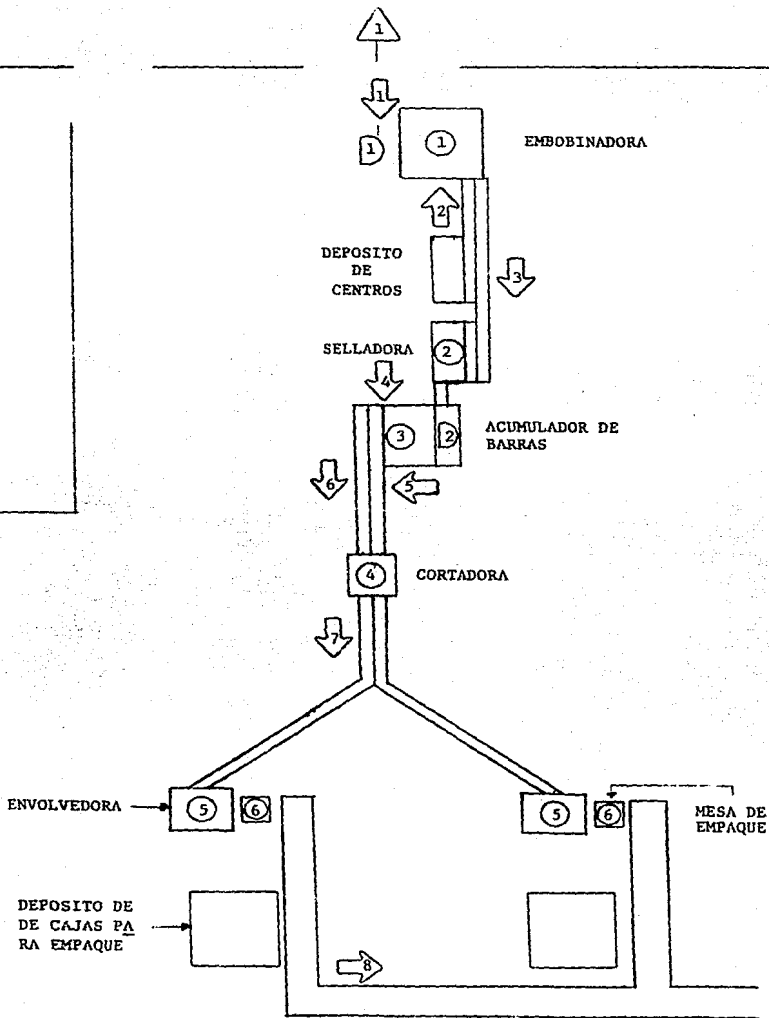 1
1
1
1
EMBOBINADORA
2
DEPOSITO
DE
CENTROS
3
SELLADORA
2
4
3
2
ACUMULADOR DE
BARRAS
6
5
4
CORTADORA
7
ENVOLVEDORA
5
6
5
6
MESA DE
EMPAQUE
DEPOSITO DE
DE CAJAS PA
RA EMPAQUE
8